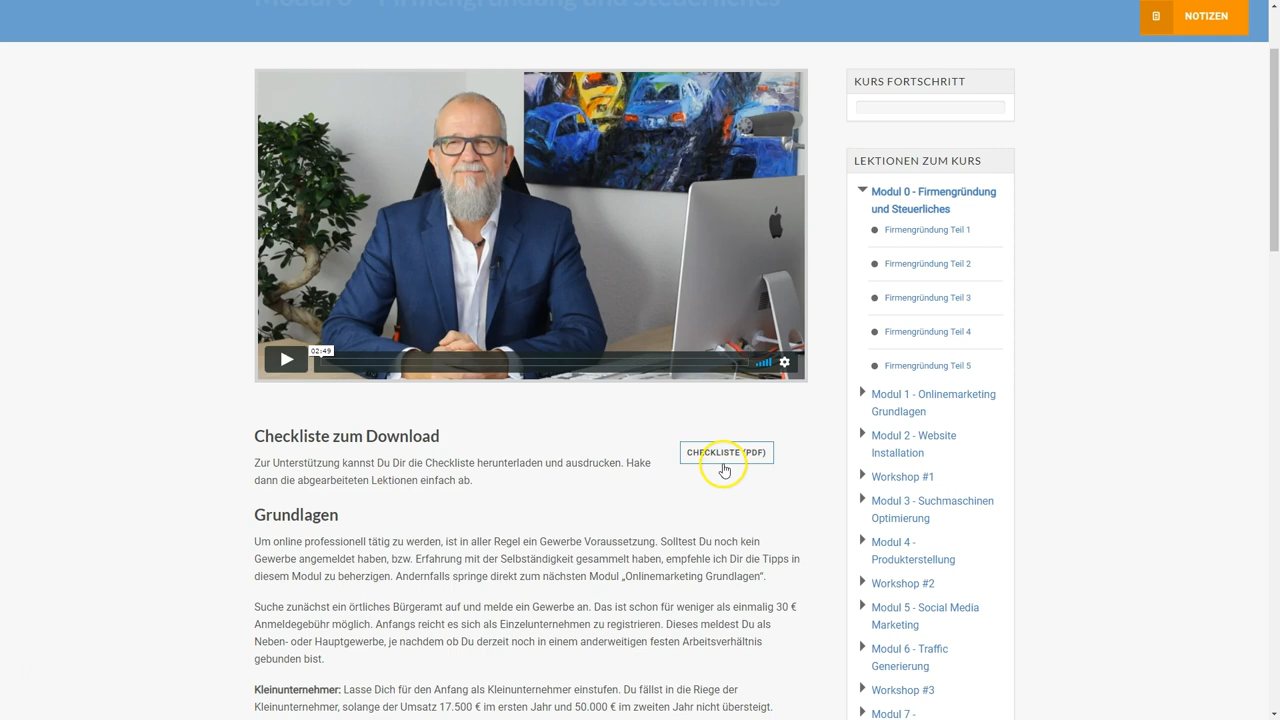 Modul 0 - Firmengründung und Steuerliches
NOTIZEN
02:49
Checkliste zum Download
Zur Unterstützung kannst Du Dir die Checkliste herunterladen und ausdrucken. Hake
dann die abgearbeiteten Lektionen einfach ab.
CHECKLISTE (PDF)
Grundlagen
Um online professionell tätig zu werden, ist in aller Regel ein Gewerbe Voraussetzung. Solltest Du noch kein
Gewerbe angemeldet haben, bzw. Erfahrung mit der Selbständigkeit gesammelt haben, empfehle ich Dir die Tipps in
diesem Modul zu beherzigen. Andernfalls springe direkt zum nächsten Modul „Onlinemarketing Grundlagen“.
Suche zunächst ein örtliches Bürgeramt auf und melde ein Gewerbe an. Das ist schon für weniger als einmalig 30 €
Anmeldegebühr möglich. Anfangs reicht es sich als Einzelunternehmen zu registrieren. Dieses meldest Du als
Neben- oder Hauptgewerbe, je nachdem ob Du derzeit noch in einem anderweitigen festen Arbeitsverhältnis
gebunden bist.
Kleinunternehmer: Lasse Dich für den Anfang als Kleinunternehmer einstufen. Du fällst in die Riege der
Kleinunternehmer, solange der Umsatz 17.500 € im ersten Jahr und 50.000 € im zweiten Jahr nicht übersteigt.
KURS FORTSCHRITT
LEKTIONEN ZUM KURS
Modul 0 - Firmengründung
und Steuerliches
Firmengründung Teil 1
Firmengründung Teil 2
Firmengründung Teil 3
Firmengründung Teil 4
Firmengründung Teil 5
Modul 1 - Onlinemarketing
Grundlagen
Modul 2 - Website
Installation
Workshop #1
Modul 3 - Suchmaschinen
Optimierung
Modul 4 -
Produkterstellung
Workshop #2
Modul 5 - Social Media
Marketing
Modul 6 - Traffic
Generierung
Workshop #3
Modul 7 -